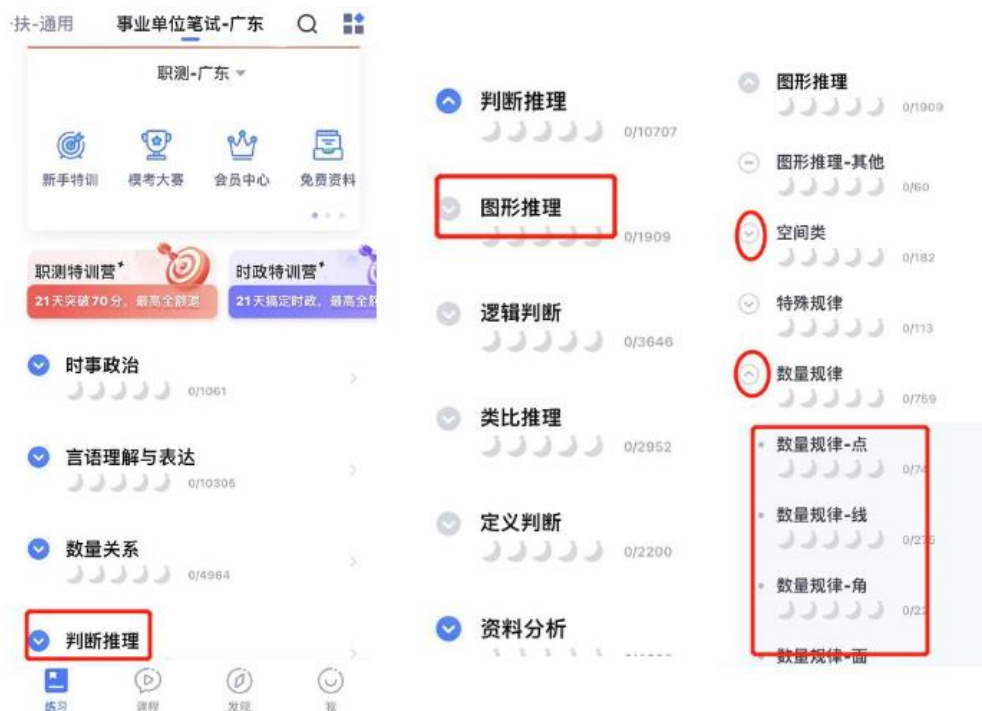 ·扶-通用 事业单位笔试-广东
职测-广东
新手特训 模考大赛 会员中心 免费资料
职测特训营 时政特训营
21天突破70分，最高全额退 21天搞定时政，最高全额
时事政治
0/1061
言语理解与表达
0/10305
数量关系
0/4964
判断推理
练习 课程 发现 我
判断推理
0/10707
图形推理
0/1909
逻辑判断
0/3646
类比推理
0/2952
定义判断
0/2200
资料分析
图形推理
0/1909
图形推理-其他
0/60
空间类
0/182
特殊规律
0/113
数量规律
0/759
数量规律-点
0/74
数量规律-线
0/275
数量规律-角
0/22
数量规律-面